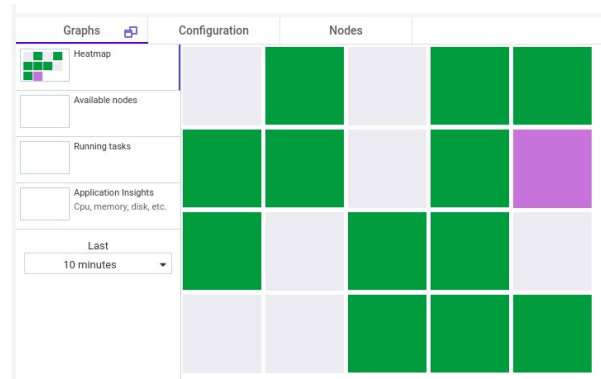 Graphs
Configuration
Nodes
Heatmap
Available nodes
Running tasks
Application Insights
Cpu, memory, disk, etc.
Last
10 minutes